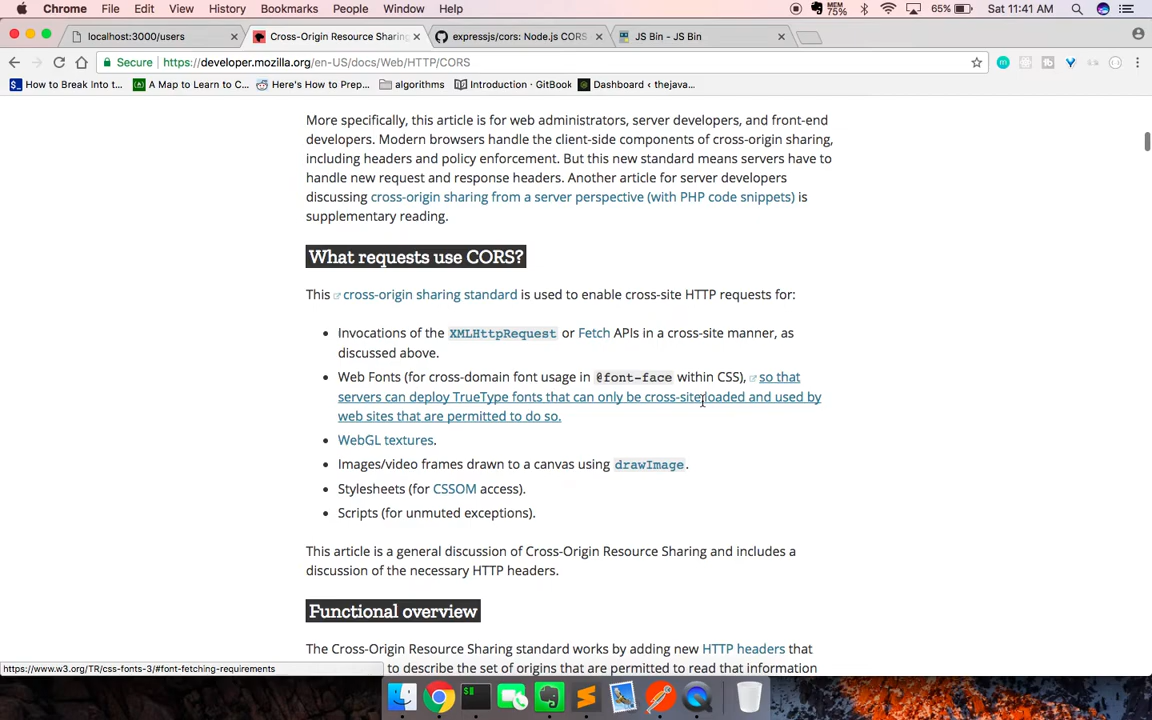 Chrome File Edit View History Bookmarks People Window Help MEM 75% 65% Sat 11:41 AM
localhost:3000/users × Cross-Origin Resource Sharing × expressjs/cors: Node.js CORS × JS Bin - JS Bin ×
Secure https://developer.mozilla.org/en-US/docs/Web/HTTP/CORS
How to Break Into t... A Map to Learn to C... Here's How to Prep... algorithms Introduction · GitBook Dashboard ‹ thejava...
More specifically, this article is for web administrators, server developers, and front-end
developers. Modern browsers handle the client-side components of cross-origin sharing,
including headers and policy enforcement. But this new standard means servers have to
handle new request and response headers. Another article for server developers
discussing cross-origin sharing from a server perspective (with PHP code snippets) is
supplementary reading.
What requests use CORS?
This cross-origin sharing standard is used to enable cross-site HTTP requests for:
• Invocations of the XMLHttpRequest or Fetch APIs in a cross-site manner, as
discussed above.
• Web Fonts (for cross-domain font usage in @font-face within CSS), so that
servers can deploy TrueType fonts that can only be cross-site loaded and used by
web sites that are permitted to do so.
• WebGL textures.
• Images/video frames drawn to a canvas using drawImage.
• Stylesheets (for CSSOM access).
• Scripts (for unmuted exceptions).
This article is a general discussion of Cross-Origin Resource Sharing and includes a
discussion of the necessary HTTP headers.
Functional overview
The Cross-Origin Resource Sharing standard works by adding new HTTP headers that
https://www.w3.org/TR/css-fonts-3/#font-fetching-requirements to describe the set of origins that are permitted to read that information